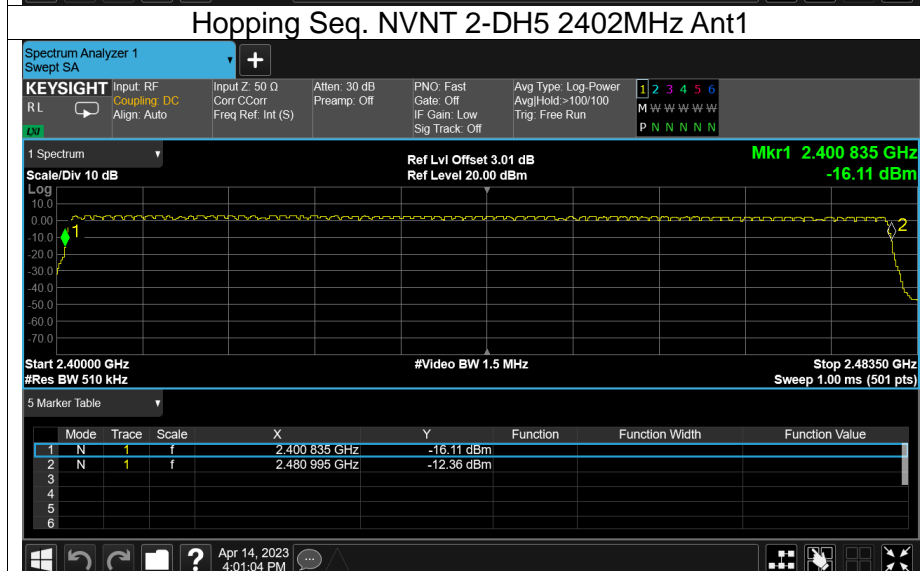 Hopping Seq. NVNT 2-DH5 2402MHz Ant1
Spectrum Analyzer 1
Swept SA
+
KEYSIGHT
R L
LXI
Input: RF
Coupling: DC
Align: Auto
Input Z: 50 Ω
Corr CCorr
Freq Ref: Int (S)
Atten: 30 dB
Preamp: Off
PNO: Fast
Gate: Off
IF Gain: Low
Sig Track: Off
Avg Type: Log-Power
Avg|Hold:>100/100
Trig: Free Run
1 2 3 4 5 6
M W W W W W
P N N N N N
1 Spectrum
Scale/Div 10 dB
Ref Lvl Offset 3.01 dB
Ref Level 20.00 dBm
Mkr1 2.400 835 GHz
-16.11 dBm
Log
10.0
0.00
-10.0
-20.0
-30.0
-40.0
-50.0
-60.0
-70.0
1
2
Start 2.40000 GHz
#Res BW 510 kHz
#Video BW 1.5 MHz
Stop 2.48350 GHz
Sweep 1.00 ms (501 pts)
5 Marker Table
Mode Trace Scale X Y Function Function Width Function Value
1 N 1 f 2.400 835 GHz -16.11 dBm
2 N 1 f 2.480 995 GHz -12.36 dBm
3
4
5
6
?
Apr 14, 2023
4:01:04 PM